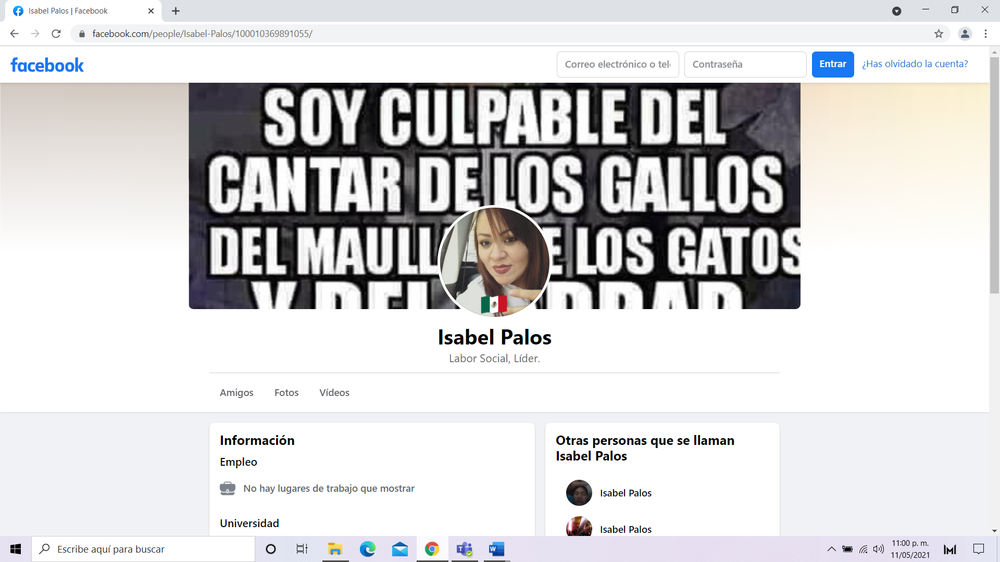 Isabel Palos | Facebook
facebook.com/people/Isabel-Palos/100010369891055/
facebook
Correo electrónico o tel
Contraseña
Entrar
¿Has olvidado la cuenta?
SOY CULPABLE DEL
CANTAR DE LOS GALLOS
DEL MAULL E LOS GATOS
Y DEL
Isabel Palos
Labor Social, Líder.
Amigos
Fotos
Vídeos
Información
Empleo
No hay lugares de trabajo que mostrar
Universidad
Otras personas que se llaman
Isabel Palos
Isabel Palos
Isabel Palos
Escribe aquí para buscar
11:00 p. m.
11/05/2021